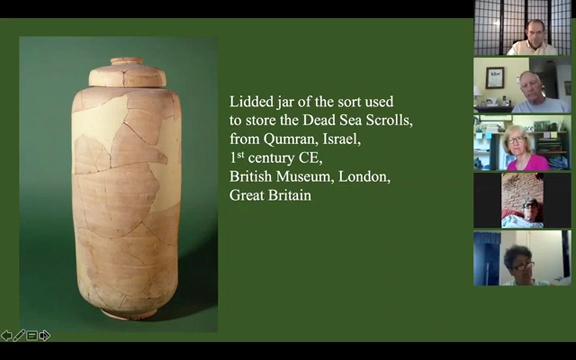 Lidded jar of the sort used
to store the Dead Sea Scrolls,
from Qumran, Israel,
1st century CE,
British Museum, London,
Great Britain